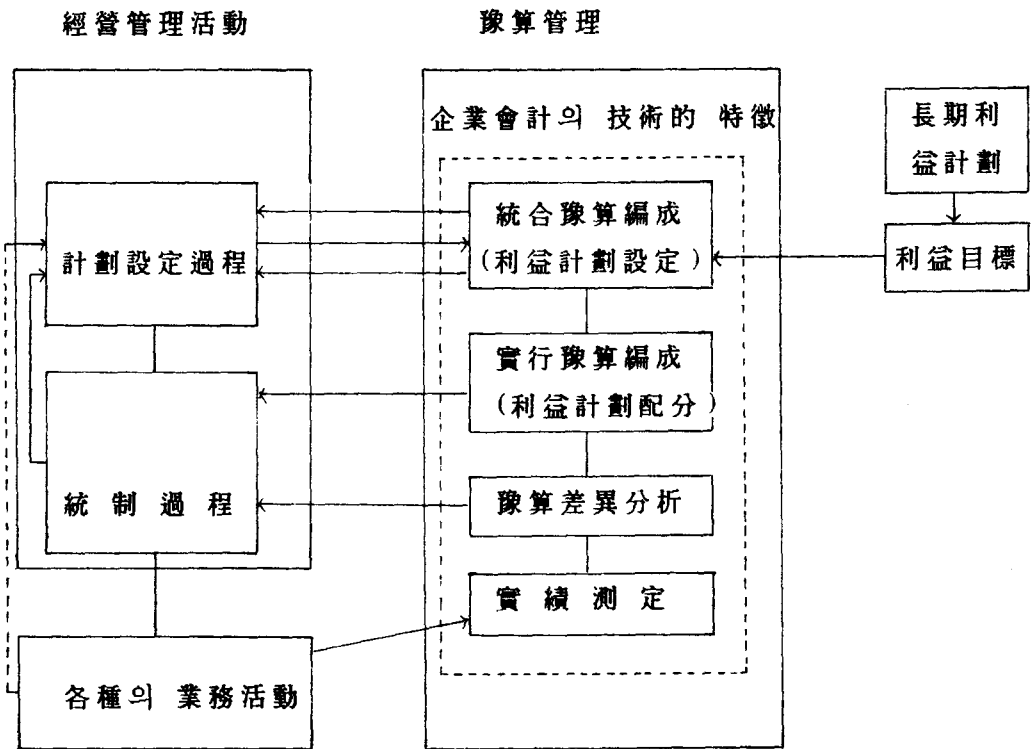 經營管理活動
豫算管理
企業會計의 技術的 特徵
長期利
益計劃
統合豫算編成
(利益計劃設定)
利益目標
計劃設定過程
實行豫算編成
(利益計劃配分)
統制過程
豫算差異分析
實績測定
各種의 業務活動